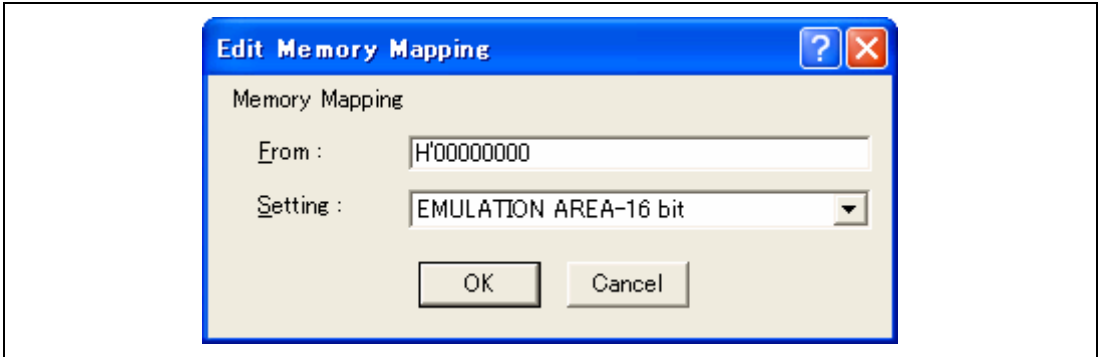 Edit Memory Mapping
Memory Mapping
From : H'00000000
Setting : EMULATION AREA-16 bit
OK Cancel